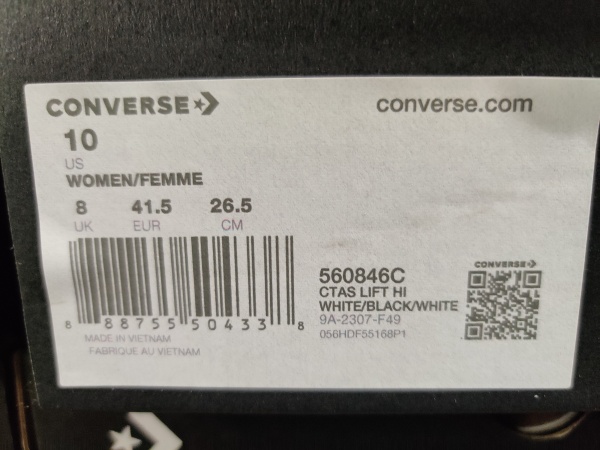 CONVERSE
converse.com
10
US
WOMEN/FEMME
8 41.5 26.5
UK EUR CM
560846C
CTAS LIFT HI
WHITE/BLACK/WHITE
9A-2307-F49
056HDF55168P1
CONVERSE
8 88755 50433 8
MADE IN VIETNAM
FABRIQUE AU VIETNAM